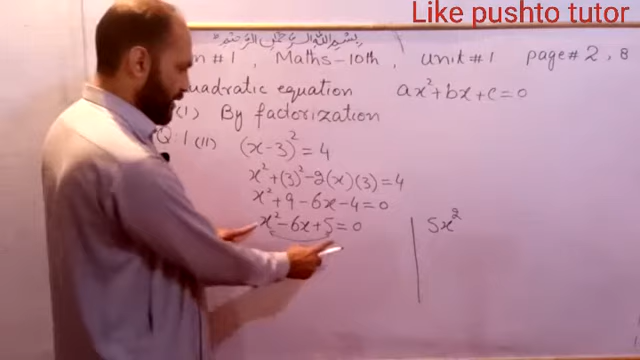 Like pushto tutor
بسم الله الرحمن الرحیم
n # 1, Maths-10th, unit # 1 page # 2, 8
uadratic equation ax²+bx+c=0
(1) By factorization
Q:1 (11) (x-3)²=4
x²+(3)²-2(x)(3)=4
x²+9-6x-4=0
x²-6x+5=0
5x²